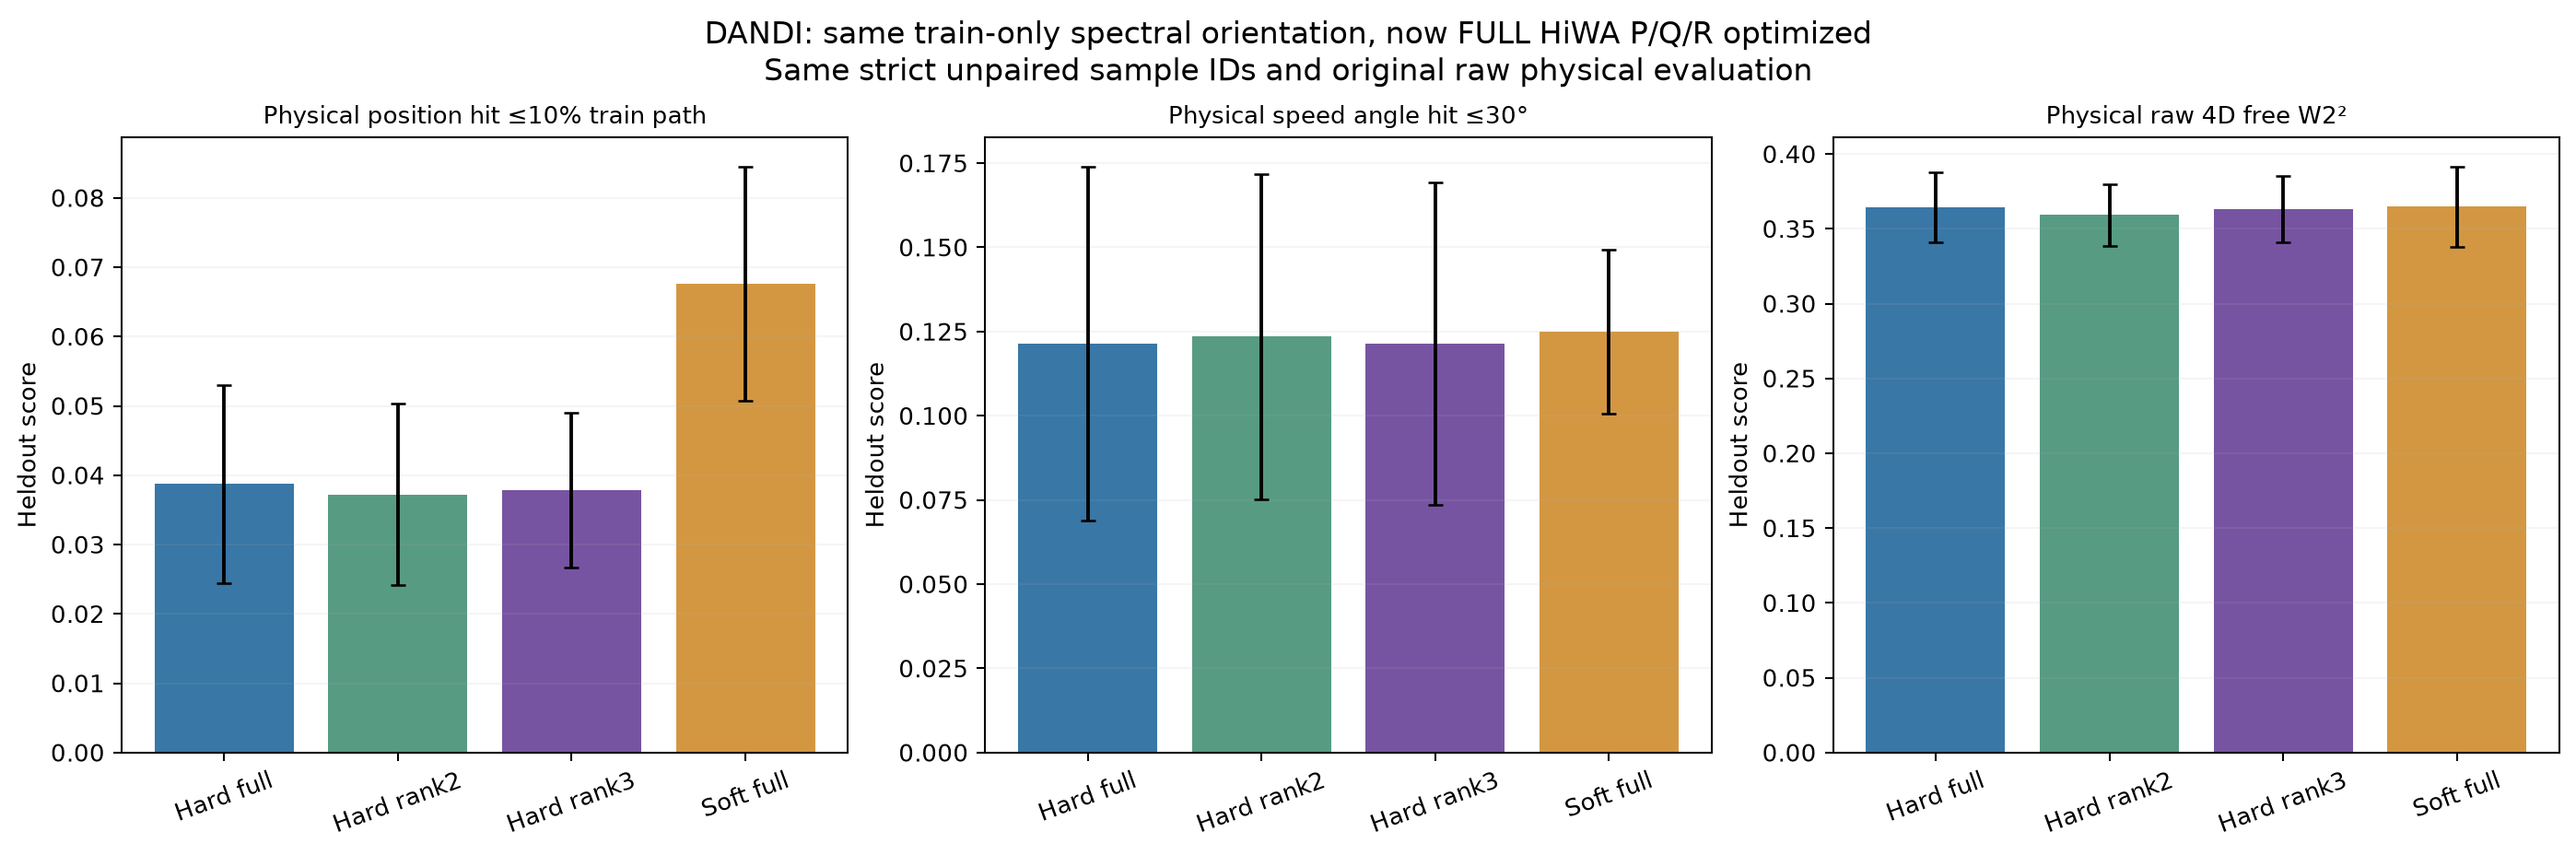 DANDI: same train-only spectral orientation, now FULL HiWA P/Q/R optimized
Same strict unpaired sample IDs and original raw physical evaluation
Physical position hit ≤10% train path
Heldout score
0.08
0.07
0.06
0.05
0.04
0.03
0.02
0.01
0.00
Hard full
Hard rank2
Hard rank3
Soft full
Physical speed angle hit ≤30°
Heldout score
0.175
0.150
0.125
0.100
0.075
0.050
0.025
0.000
Hard full
Hard rank2
Hard rank3
Soft full
Physical raw 4D free W2²
Heldout score
0.40
0.35
0.30
0.25
0.20
0.15
0.10
0.05
0.00
Hard full
Hard rank2
Hard rank3
Soft full